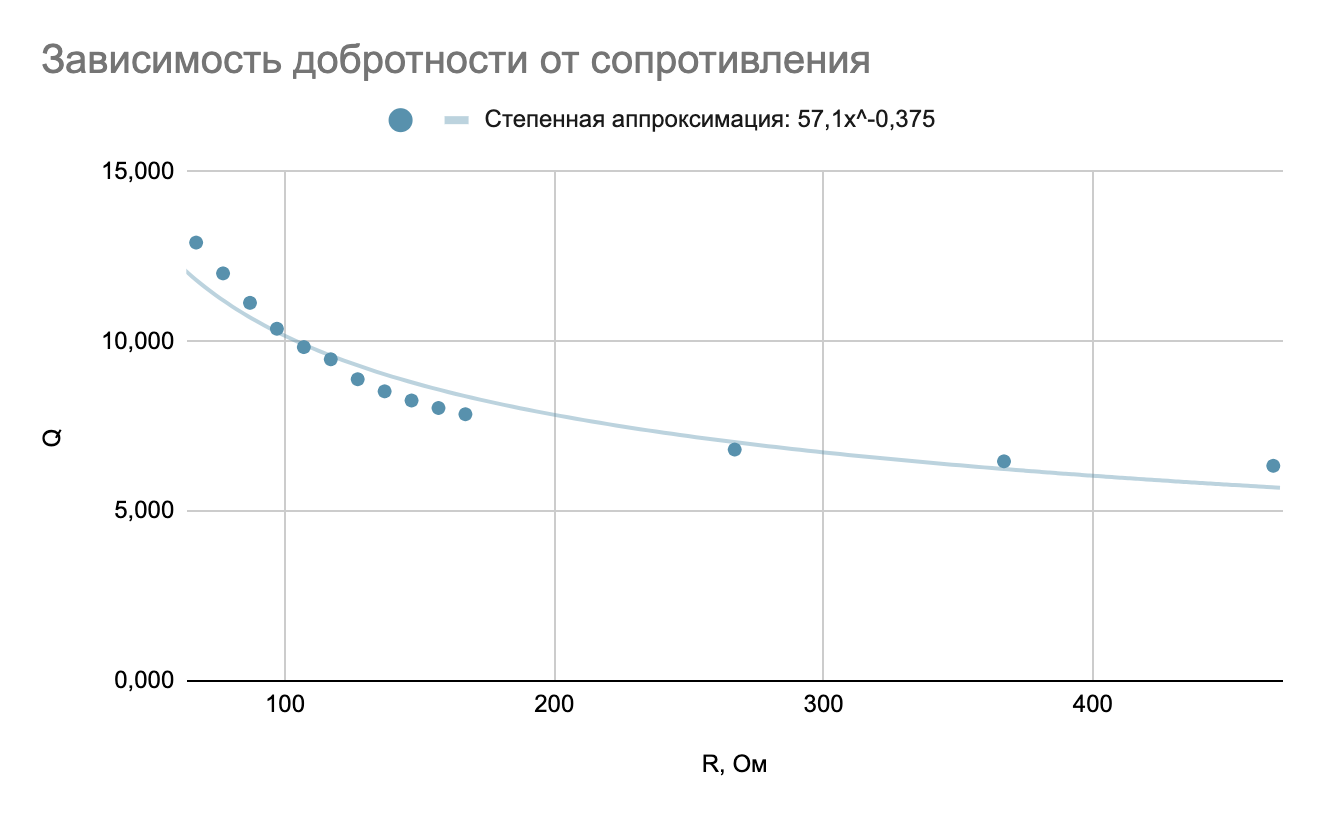 Зависимость добротности от сопротивления
Степенная аппроксимация: 57,1x^-0,375
15,000
10,000
5,000
0,000
Q
100 200 300 400
R, Ом